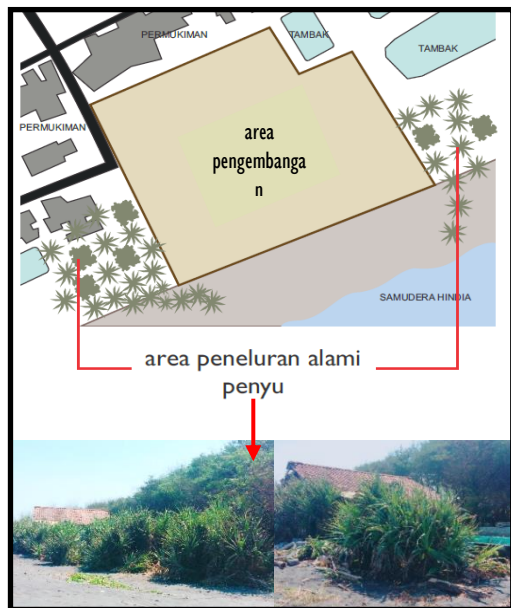 PERMUKIMAN
TAMBAK
TAMBAK
PERMUKIMAN
area
pengembanga
n
SAMUDERA HINDIA
area peneluran alami
penyu